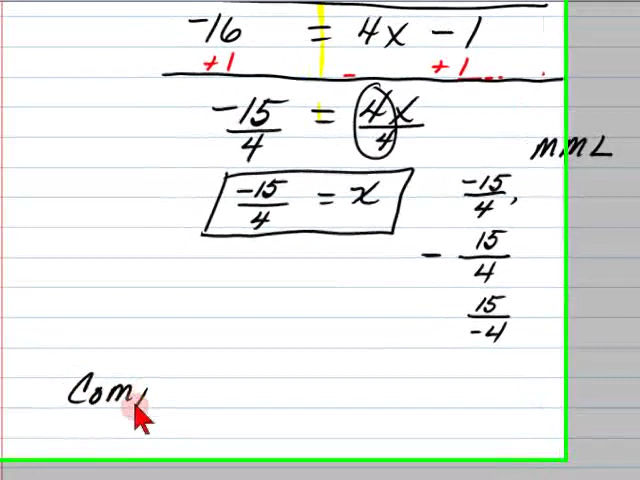 -16 = 4x - 1
+1 +1
-15/4 = 4x/4
MML
-15/4 = x
-15/4,
- 15/4
15/-4
Com